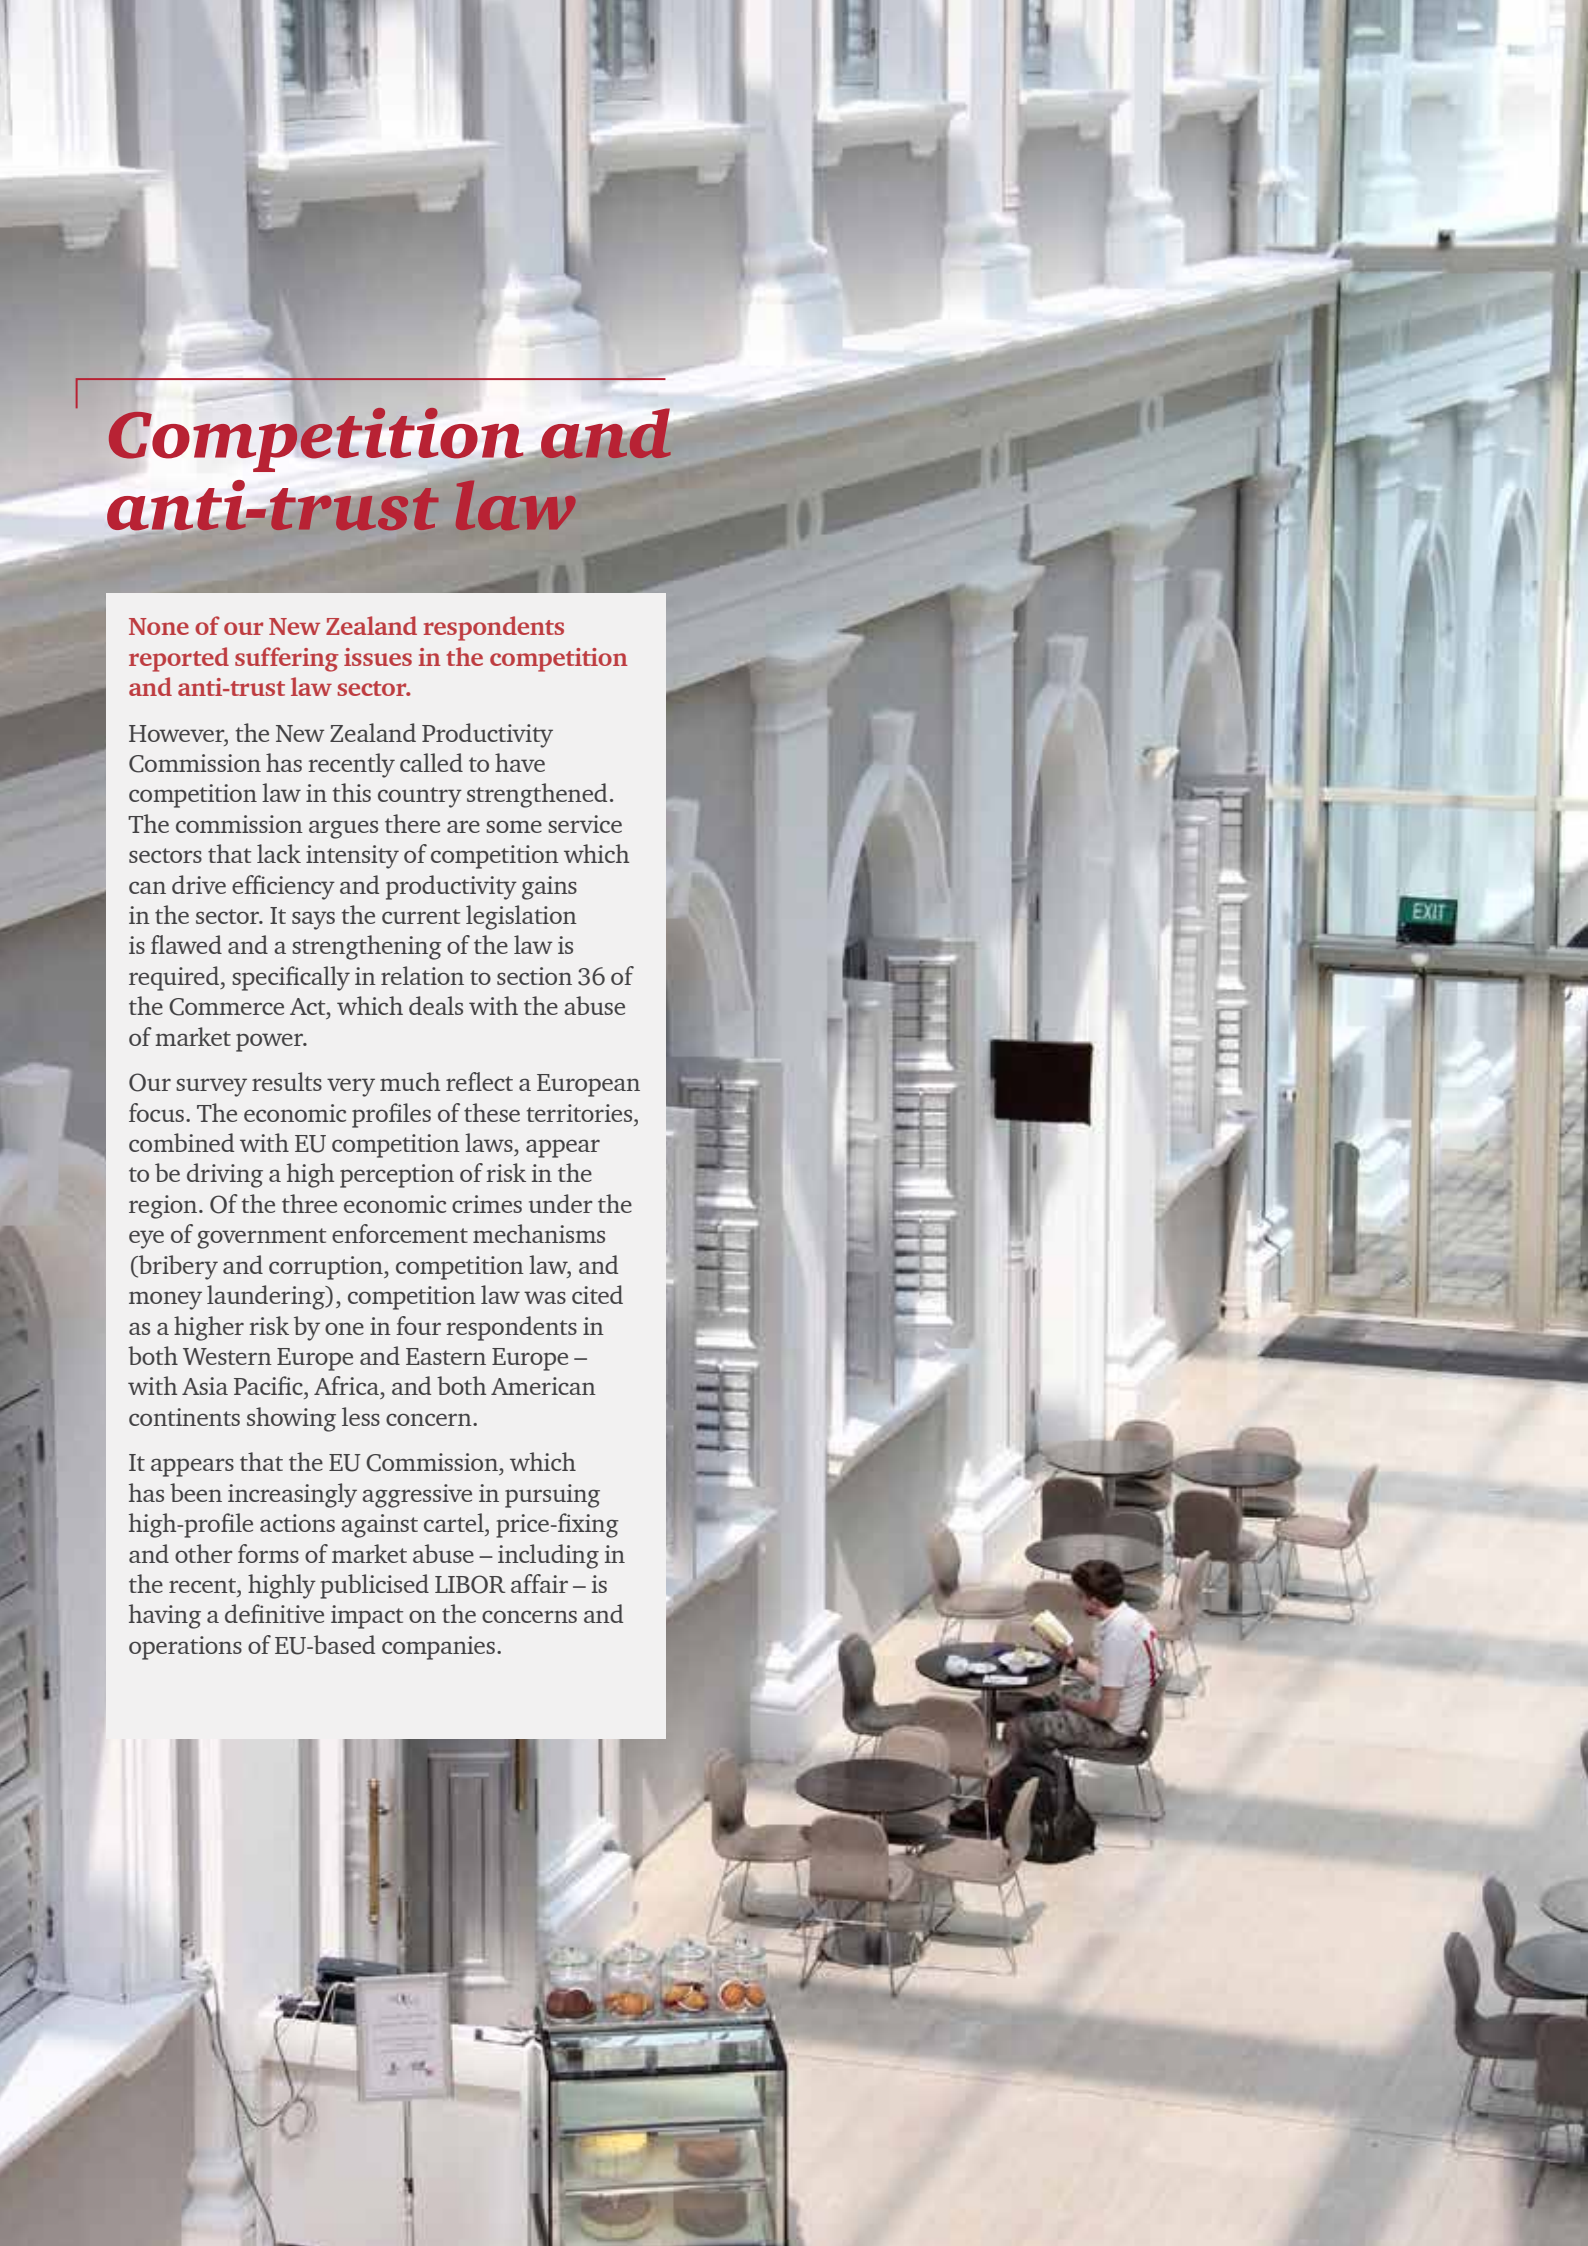 Competition and
anti-trust law
None of our New Zealand respondents
reported suffering issues in the competition
and anti-trust law sector.
However, the New Zealand Productivity
Commission has recently called to have
competition law in this country strengthened.
The commission argues there are some service
sectors that lack intensity of competition which
can drive efficiency and productivity gains
in the sector. It says the current legislation
is flawed and a strengthening of the law is
required, specifically in relation to section 36 of
the Commerce Act, which deals with the abuse
of market power.
Our survey results very much reflect a European
focus. The economic profiles of these territories,
combined with EU competition laws, appear
to be driving a high perception of risk in the
region. Of the three economic crimes under the
eye of government enforcement mechanisms
(bribery and corruption, competition law, and
money laundering), competition law was cited
as a higher risk by one in four respondents in
both Western Europe and Eastern Europe –
with Asia Pacific, Africa, and both American
continents showing less concern.
It appears that the EU Commission, which
has been increasingly aggressive in pursuing
high-profile actions against cartel, price-fixing
and other forms of market abuse – including in
the recent, highly publicised LIBOR affair – is
having a definitive impact on the concerns and
operations of EU-based companies.
EXIT